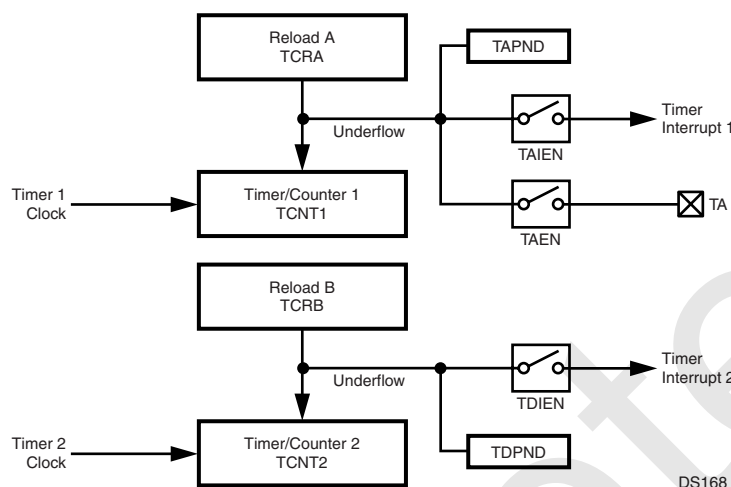 Reload A
TCRA
TAPND
Timer
Interrupt 1
Underflow
TAIEN
Timer 1
Clock
Timer/Counter 1
TCNT1
TA
TAEN
Reload B
TCRB
Timer
Interrupt 2
Underflow
TDIEN
Timer 2
Clock
Timer/Counter 2
TCNT2
TDPND
DS168